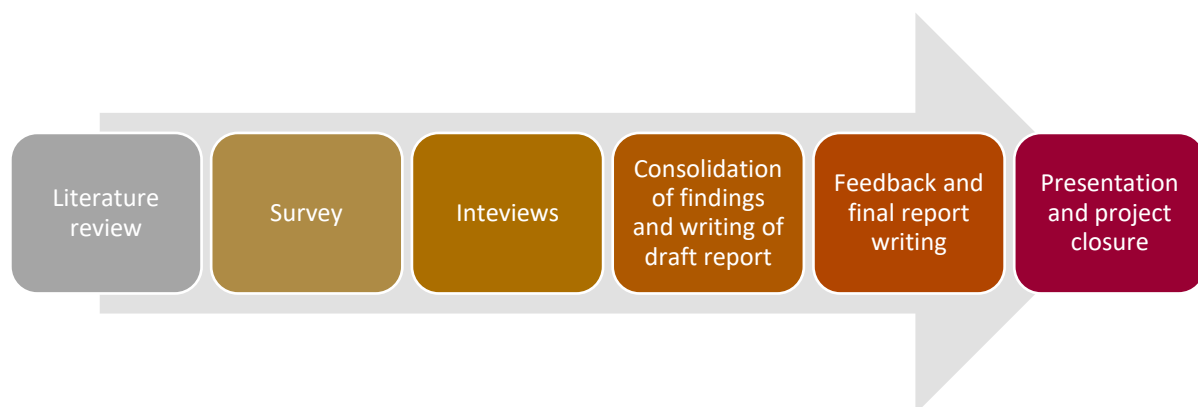 Literature
review
Survey
Inteviews
Consolidation
of findings
and writing of
draft report
Feedback and
final report
writing
Presentation
and project
closure